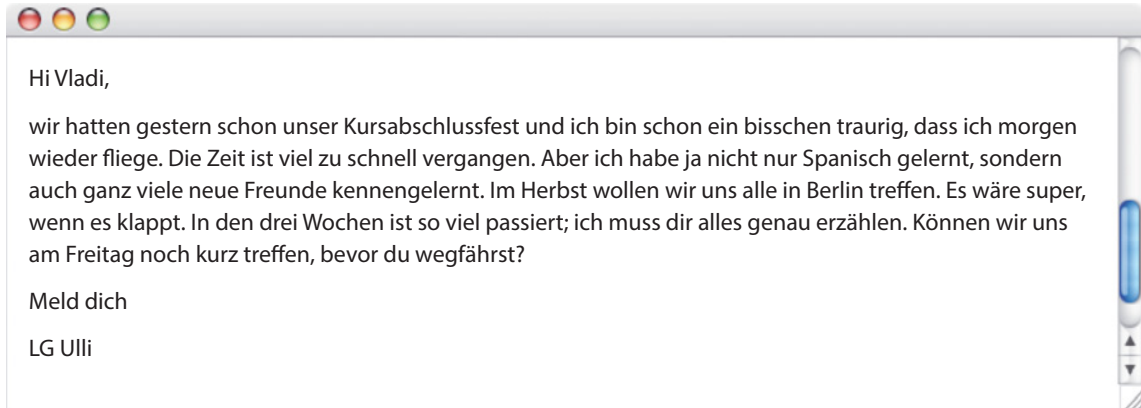 Hi Vladi,
wir hatten gestern schon unser Kursabschlussfest und ich bin schon ein bisschen traurig, dass ich morgen
wieder fliege. Die Zeit ist viel zu schnell vergangen. Aber ich habe ja nicht nur Spanisch gelernt, sondern
auch ganz viele neue Freunde kennengelernt. Im Herbst wollen wir uns alle in Berlin treffen. Es wäre super,
wenn es klappt. In den drei Wochen ist so viel passiert; ich muss dir alles genau erzählen. Können wir uns
am Freitag noch kurz treffen, bevor du wegfährst?
Meld dich
LG Ulli